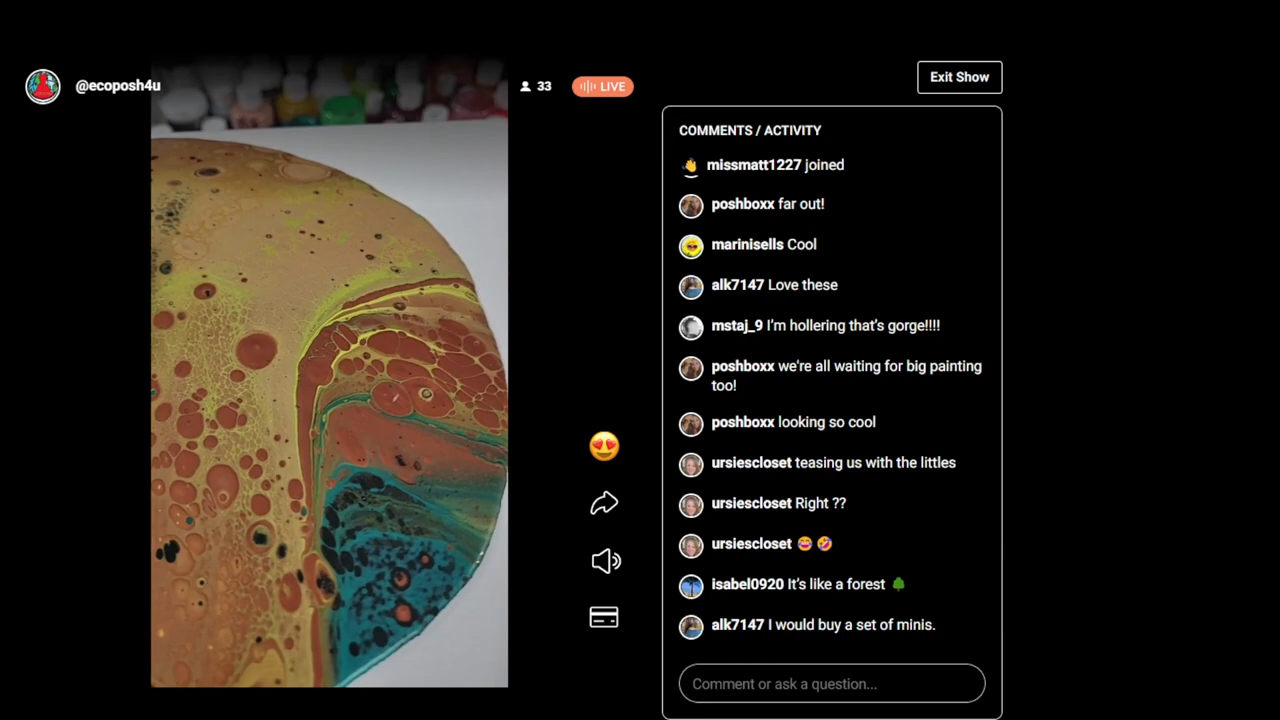 @ecoposh4u
33
LIVE
Exit Show
COMMENTS / ACTIVITY
missmatt1227 joined
poshboxx far out!
marinisells Cool
alk7147 Love these
mstaj_9 I'm hollering that's gorge!!!!
poshboxx we're all waiting for big painting
too!
poshboxx looking so cool
ursiescloset teasing us with the littles
ursiescloset Right ??
ursiescloset 😂 🤣
isabel0920 It's like a forest 🌳
alk7147 I would buy a set of minis.
Comment or ask a question...